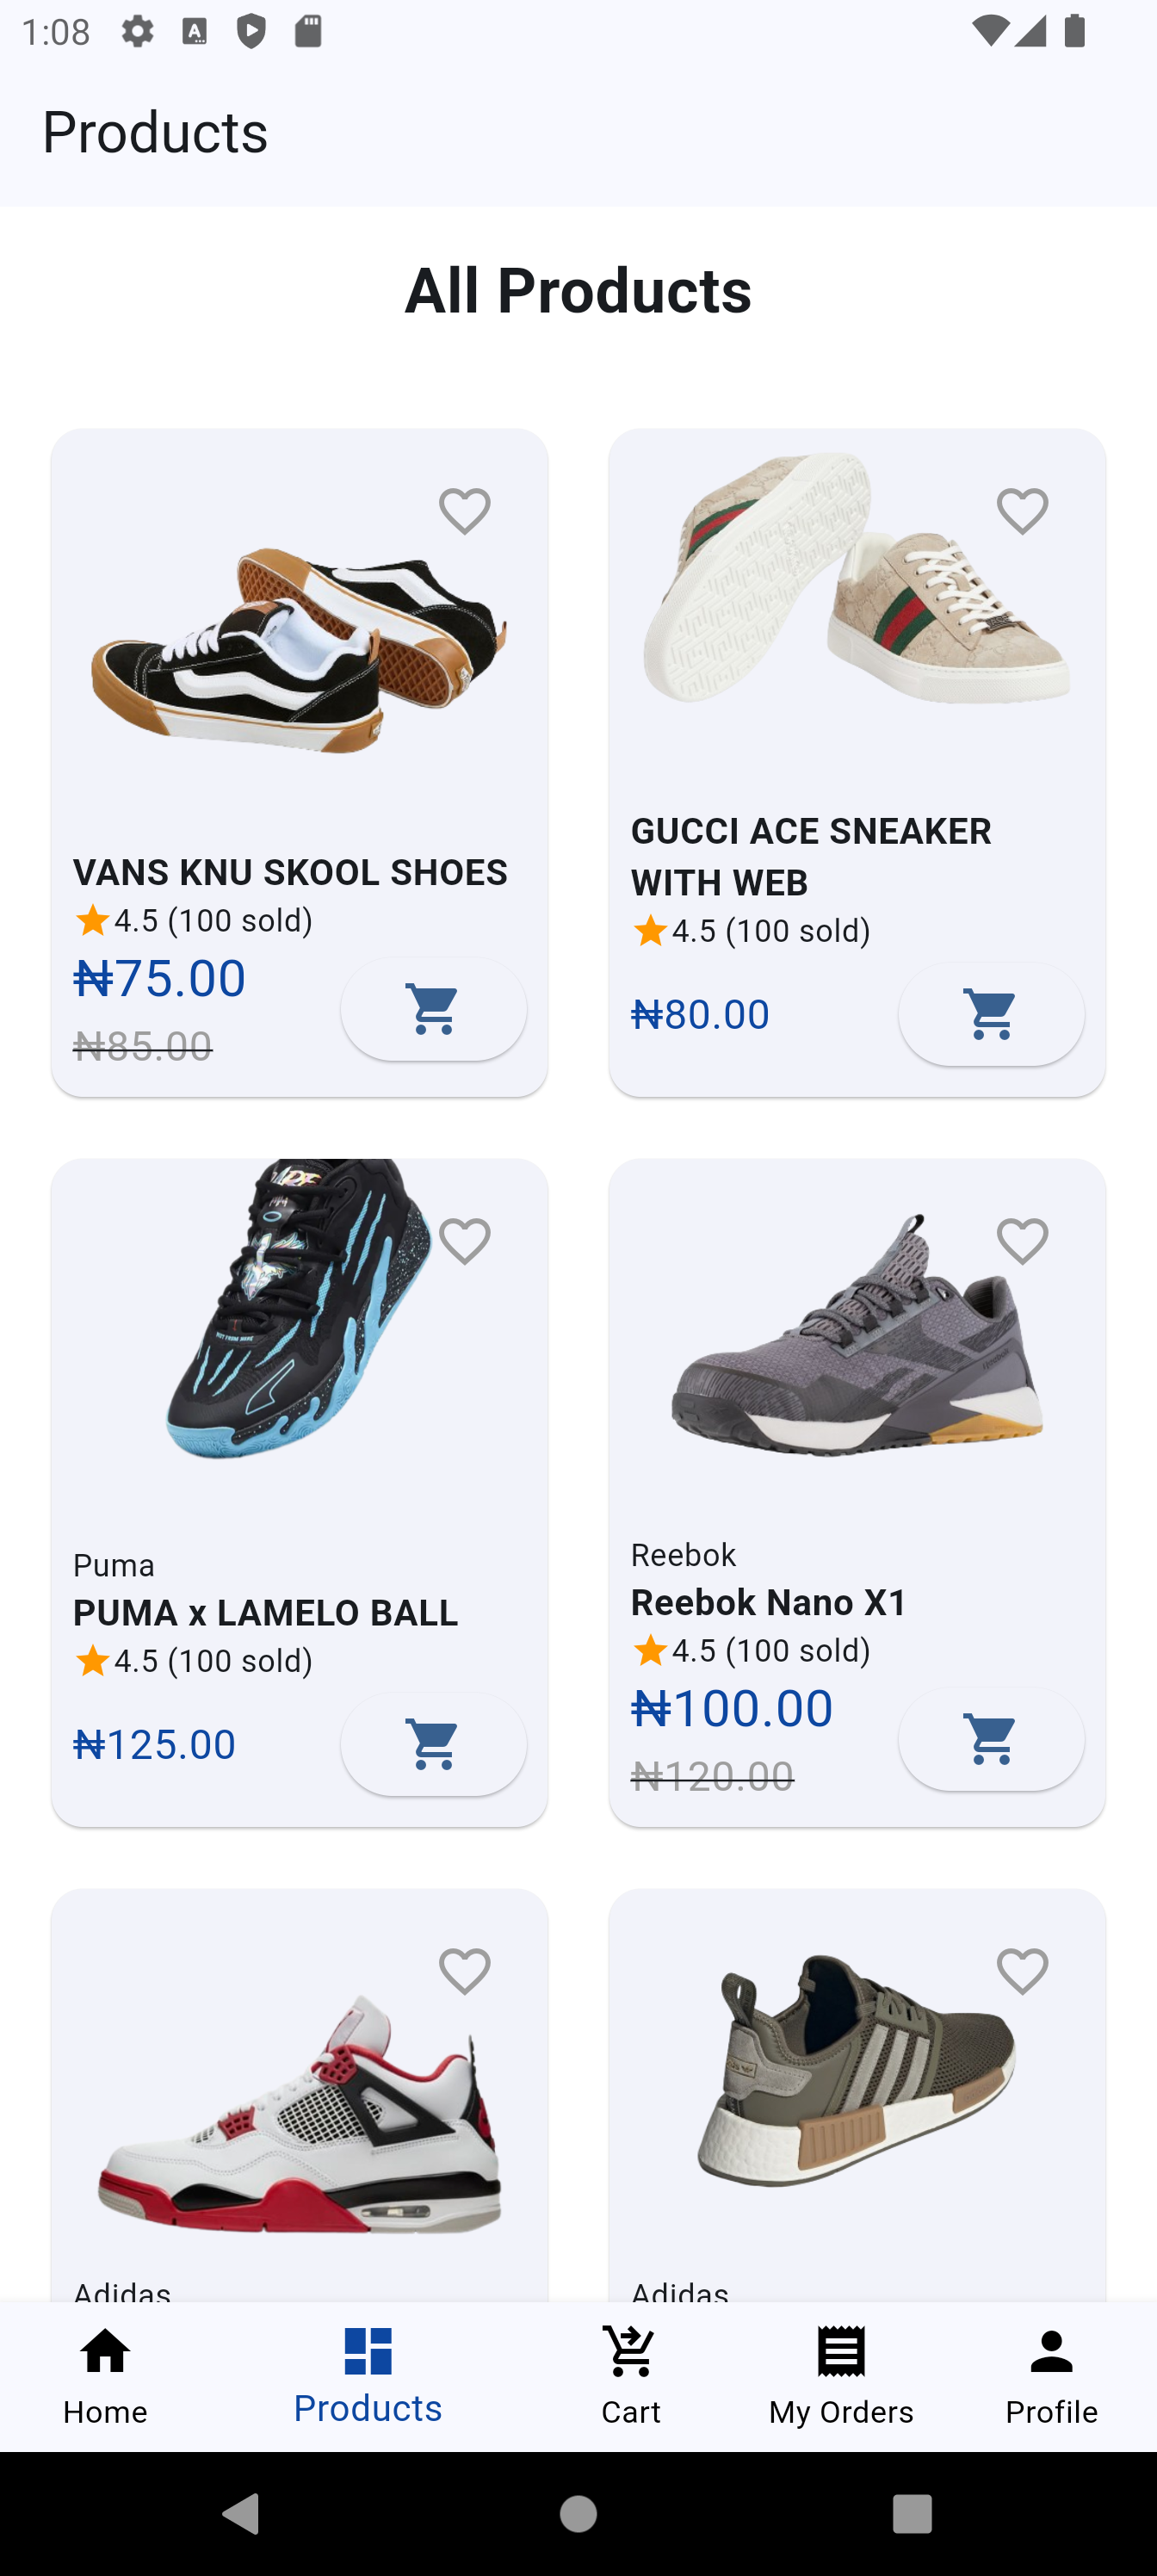 1:08
Products
All Products
VANS KNU SKOOL SHOES
4.5 (100 sold)
₦75.00
₦85.00
GUCCI ACE SNEAKER
WITH WEB
4.5 (100 sold)
₦80.00
Puma
PUMA x LAMELO BALL
4.5 (100 sold)
₦125.00
Reebok
Reebok Nano X1
4.5 (100 sold)
₦100.00
₦120.00
Adidas
Adidas
Home
Products
Cart
My Orders
Profile